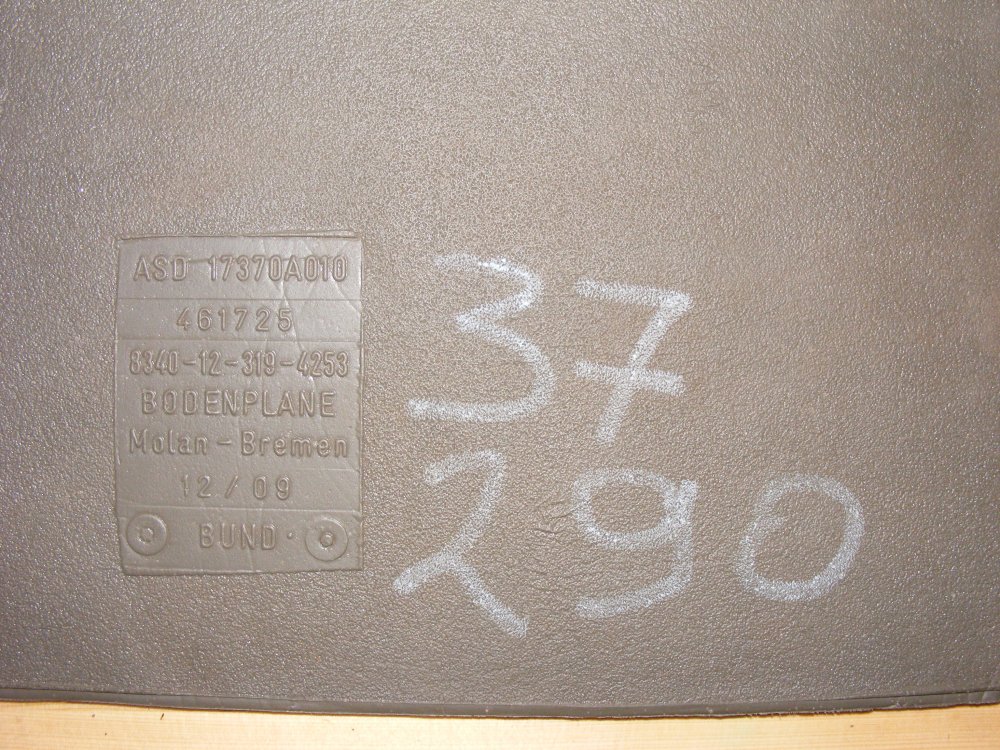 ASD 17370A010
461725
8340-12-319-4253
BODENPLANE
Molan-Bremen
12/09
BUND
37
290